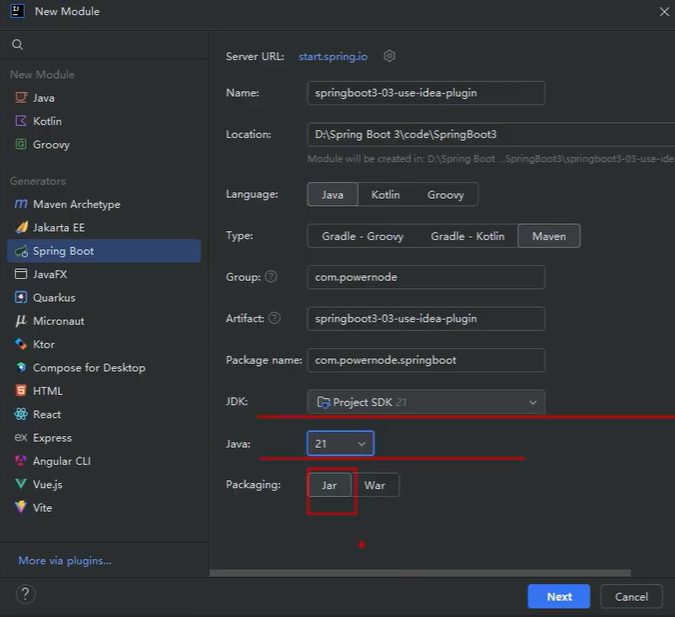 New Module
Server URL: start.spring.io
New Module
Name: springboot3-03-use-idea-plugin
Java
Kotlin
Location: D:\Spring Boot 3\code\SpringBoot3
Groovy
Module will be created in: D:\Spring Boot ...SpringBoot3\springboot3-03-use-ide
Generators
Language: Java Kotlin Groovy
Maven Archetype
Jakarta EE
Type: Gradle - Groovy Gradle - Kotlin Maven
Spring Boot
JavaFX
Group: com.powernode
Quarkus
Micronaut
Artifact: springboot3-03-use-idea-plugin
Ktor
Package name: com.powernode.springboot
Compose for Desktop
HTML
JDK: Project SDK 21
React
Express
Java: 21
Angular CLI
Vue.js
Packaging: Jar War
Vite
More via plugins...
? Next Cancel